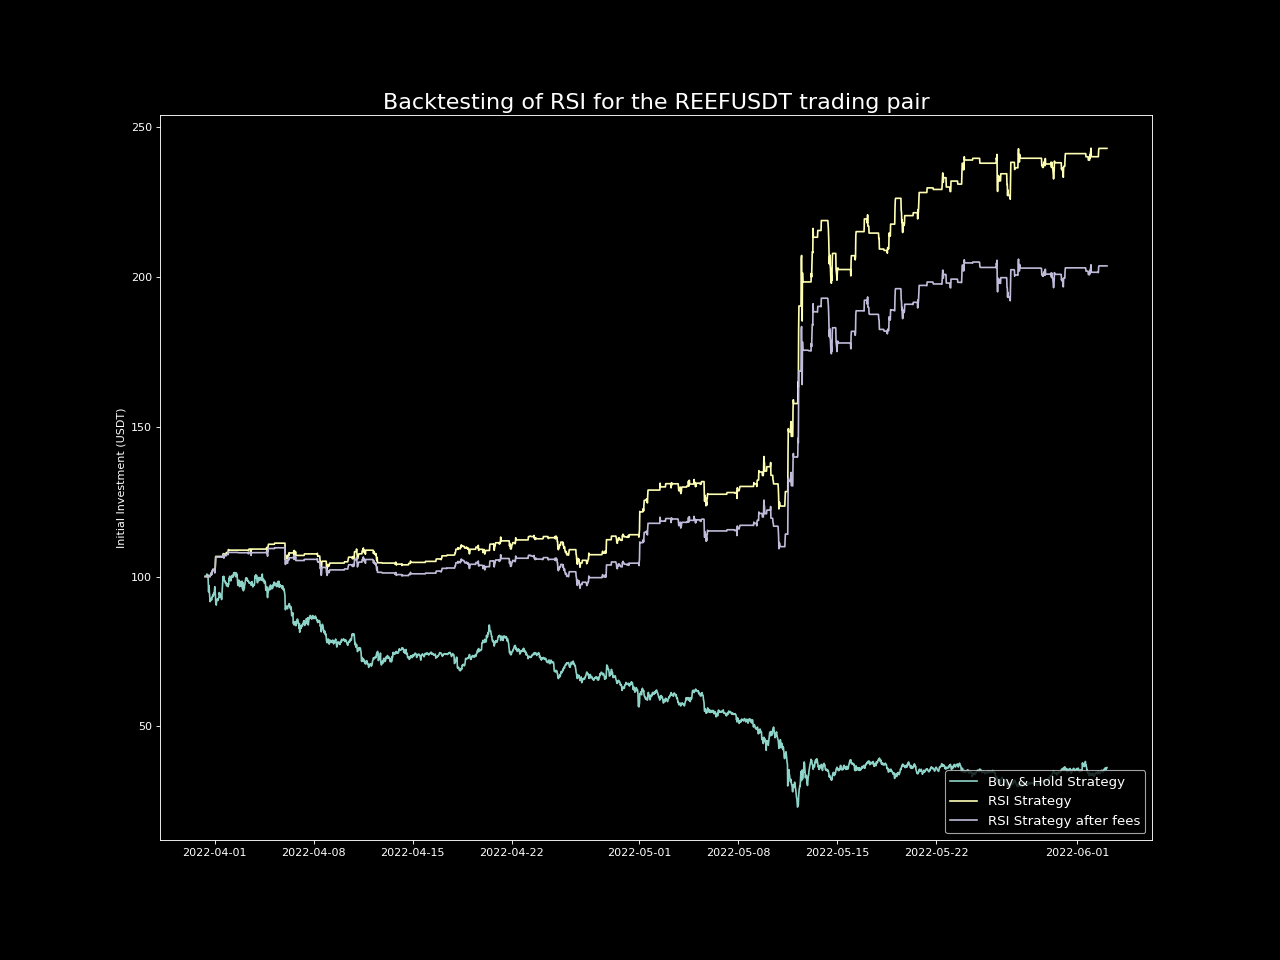 Backtesting of RSI for the REEFUSDT trading pair
Initial Investment (USDT)
250
200
150
100
50
2022-04-01
2022-04-08
2022-04-15
2022-04-22
2022-05-01
2022-05-08
2022-05-15
2022-05-22
2022-06-01
Buy & Hold Strategy
RSI Strategy
RSI Strategy after fees